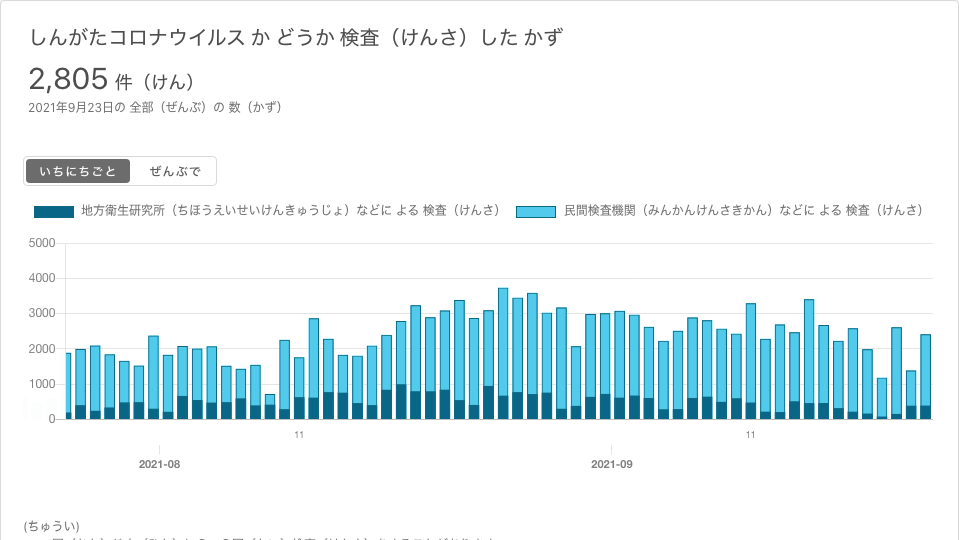 しんがたコロナウイルス か どうか 検査（けんさ）した かず
2,805 件（けん）
2021年9月23日の 全部（ぜんぶ）の 数（かず）
いちにちごと ぜんぶで
地方衛生研究所（ちほうえいせいけんきゅうじょ）などに よる 検査（けんさ） 民間検査機関（みんかんけんさきかん）などに よる 検査（けんさ）
5000
4000
3000
2000
1000
0
11 11
2021-08 2021-09
(ちゅうい)